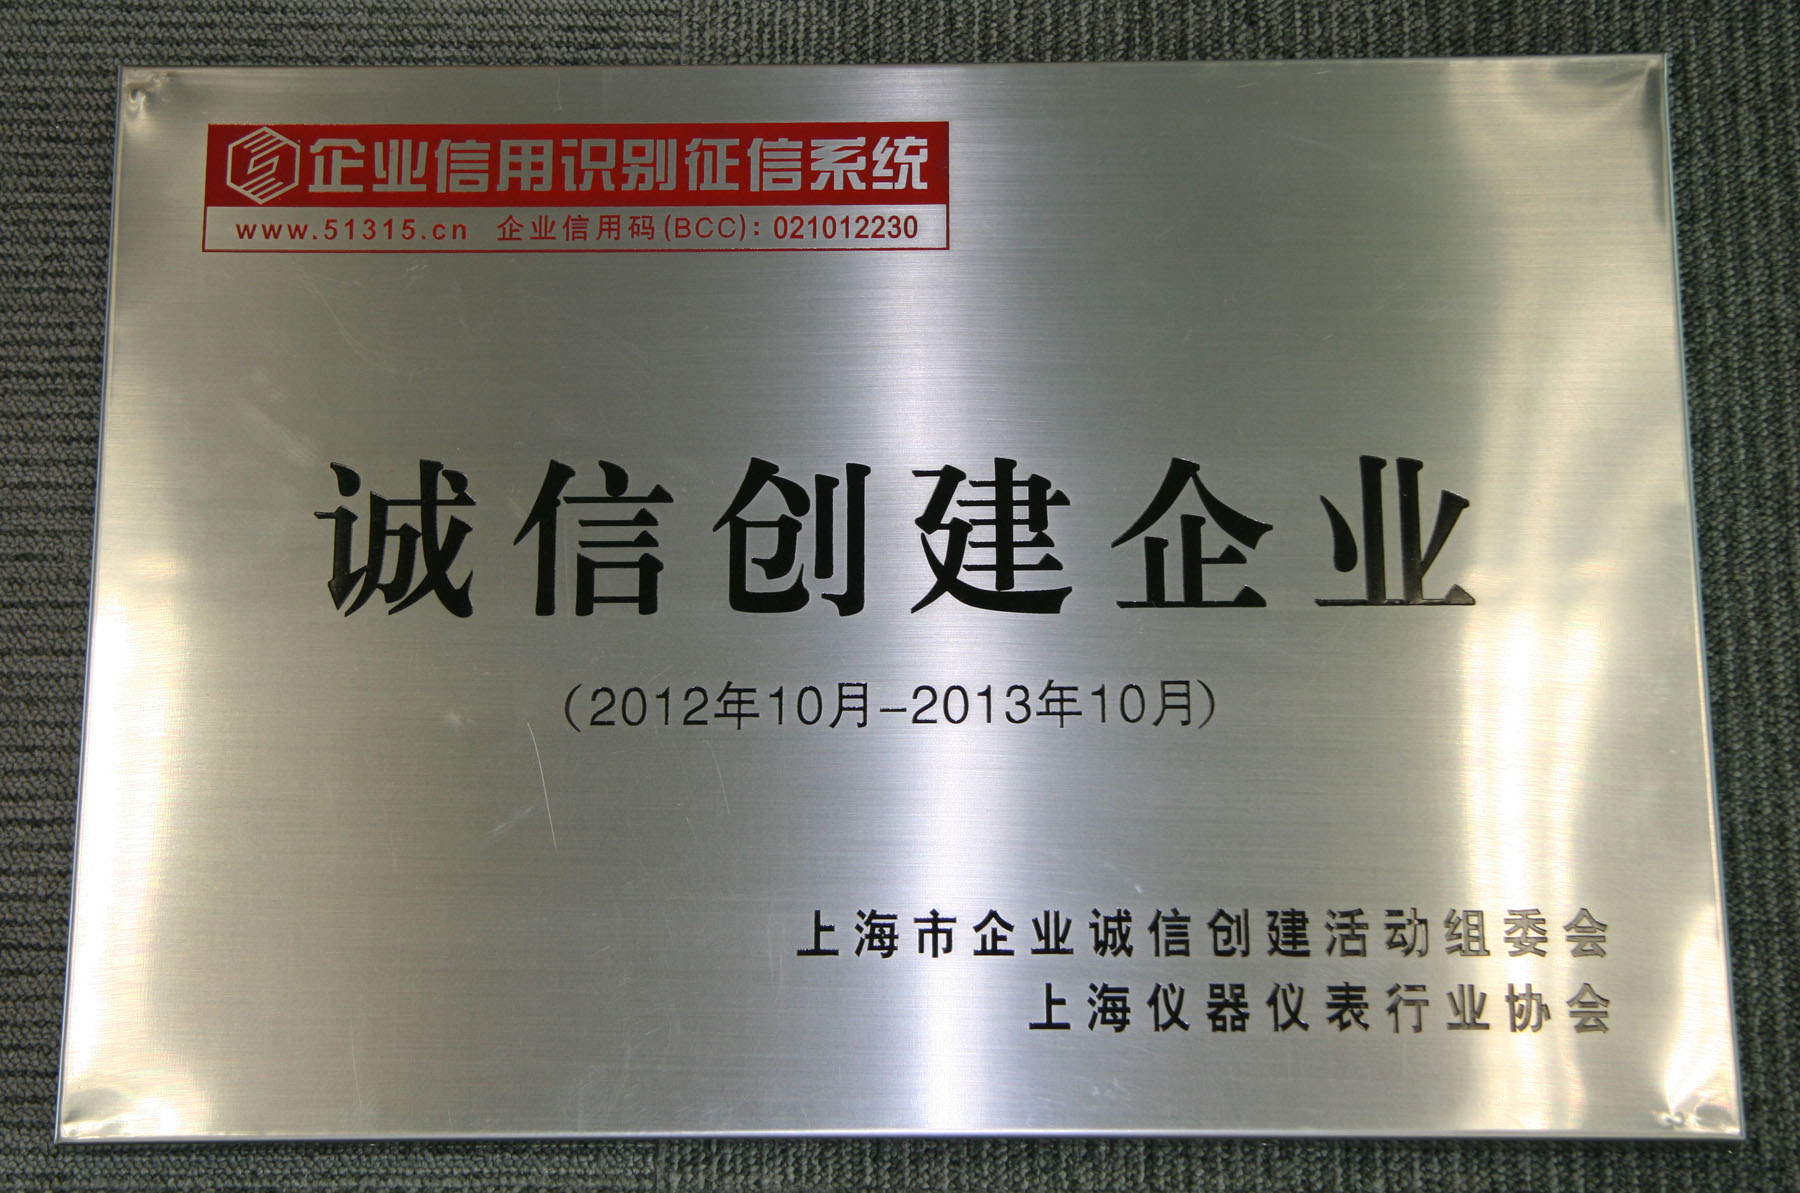 企业信用识别征信系统
www.51315.cn 企业信用码(BCC): 021012230
诚信创建企业
(2012年10月-2013年10月)
上海市企业诚信创建活动组委会
上海仪器仪表行业协会